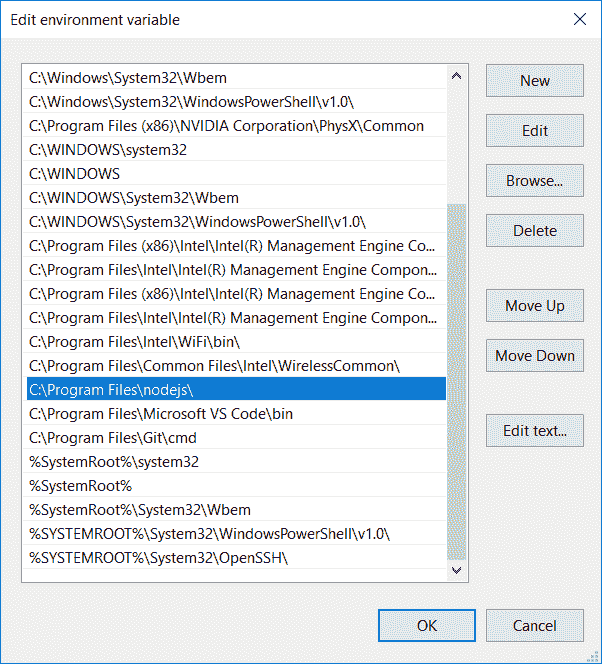 Edit environment variable
C:\Windows\System32\Wbem
C:\Windows\System32\WindowsPowerShell\v1.0\
C:\Program Files (x86)\NVIDIA Corporation\PhysX\Common
C:\WINDOWS\system32
C:\WINDOWS
C:\WINDOWS\System32\Wbem
C:\WINDOWS\System32\WindowsPowerShell\v1.0\
C:\Program Files (x86)\Intel\Intel(R) Management Engine Co...
C:\Program Files\Intel\Intel(R) Management Engine Compon...
C:\Program Files (x86)\Intel\Intel(R) Management Engine Co...
C:\Program Files\Intel\Intel(R) Management Engine Compon...
C:\Program Files\Intel\WiFi\bin\
C:\Program Files\Common Files\Intel\WirelessCommon\
C:\Program Files\nodejs\
C:\Program Files\Microsoft VS Code\bin
C:\Program Files\Git\cmd
%SystemRoot%\system32
%SystemRoot%
%SystemRoot%\System32\Wbem
%SYSTEMROOT%\System32\WindowsPowerShell\v1.0\
%SYSTEMROOT%\System32\OpenSSH\
New
Edit
Browse...
Delete
Move Up
Move Down
Edit text...
OK
Cancel